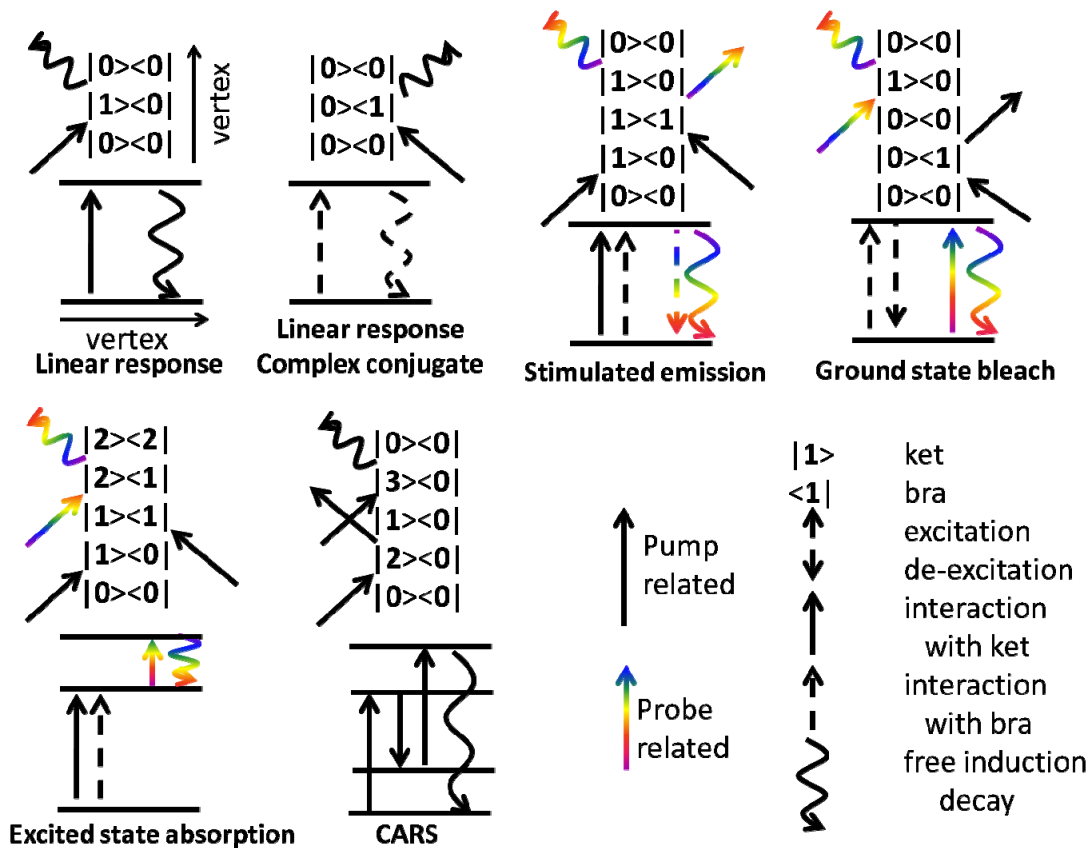 |0><0|
|1><0|
|0><0|
vertex
vertex
Linear response
|0><0|
|0><1|
|0><0|
Linear response
Complex conjugate
|0><0|
|1><0|
|1><1|
|1><0|
|0><0|
Stimulated emission
|0><0|
|1><0|
|0><0|
|0><1|
|0><0|
Ground state bleach
|2><2|
|2><1|
|1><1|
|1><0|
|0><0|
Excited state absorption
|0><0|
|3><0|
|1><0|
|2><0|
|0><0|
CARS
Pump
related
Probe
related
|1> ket
<1| bra
excitation
de-excitation
interaction
with ket
interaction
with bra
free induction
decay